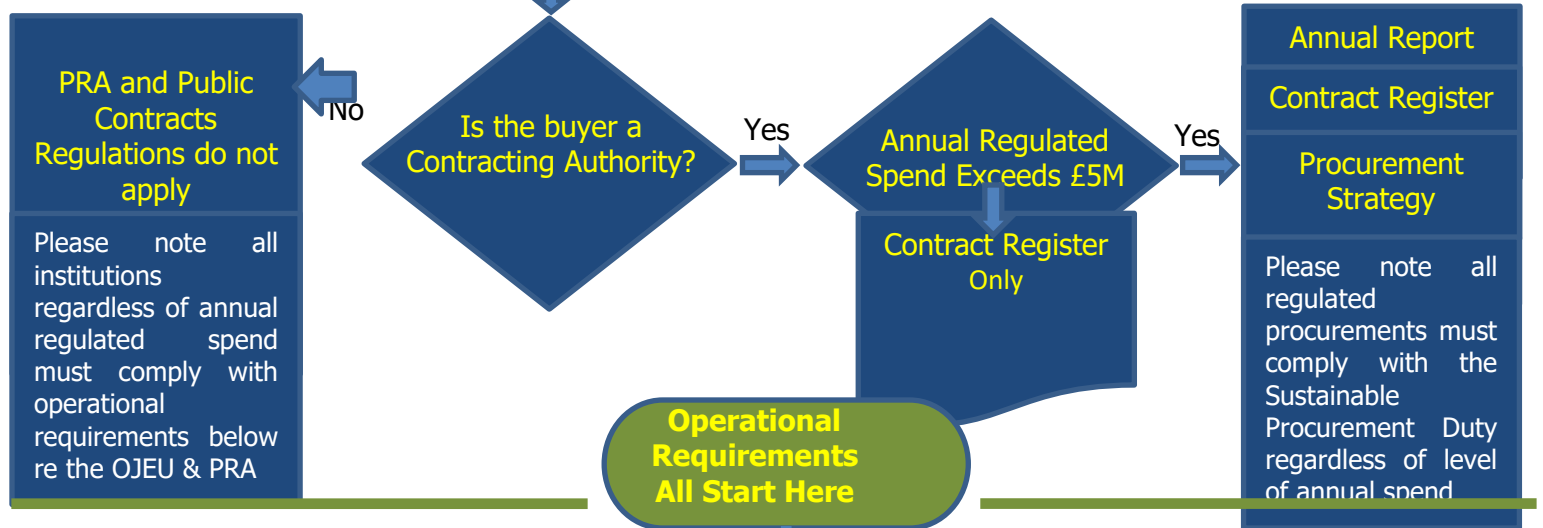 PRA and Public
Contracts
Regulations do not
apply
Please note all
institutions
regardless of annual
regulated spend
must comply with
operational
requirements below
re the OJEU & PRA
No
Is the buyer a
Contracting Authority?
Yes
Annual Regulated
Spend Exceeds £5M
Contract Register
Only
Yes
Annual Report
Contract Register
Procurement
Strategy
Please note all
regulated
procurements must
comply with the
Sustainable
Procurement Duty
regardless of level
of annual spend
Operational
Requirements
All Start Here